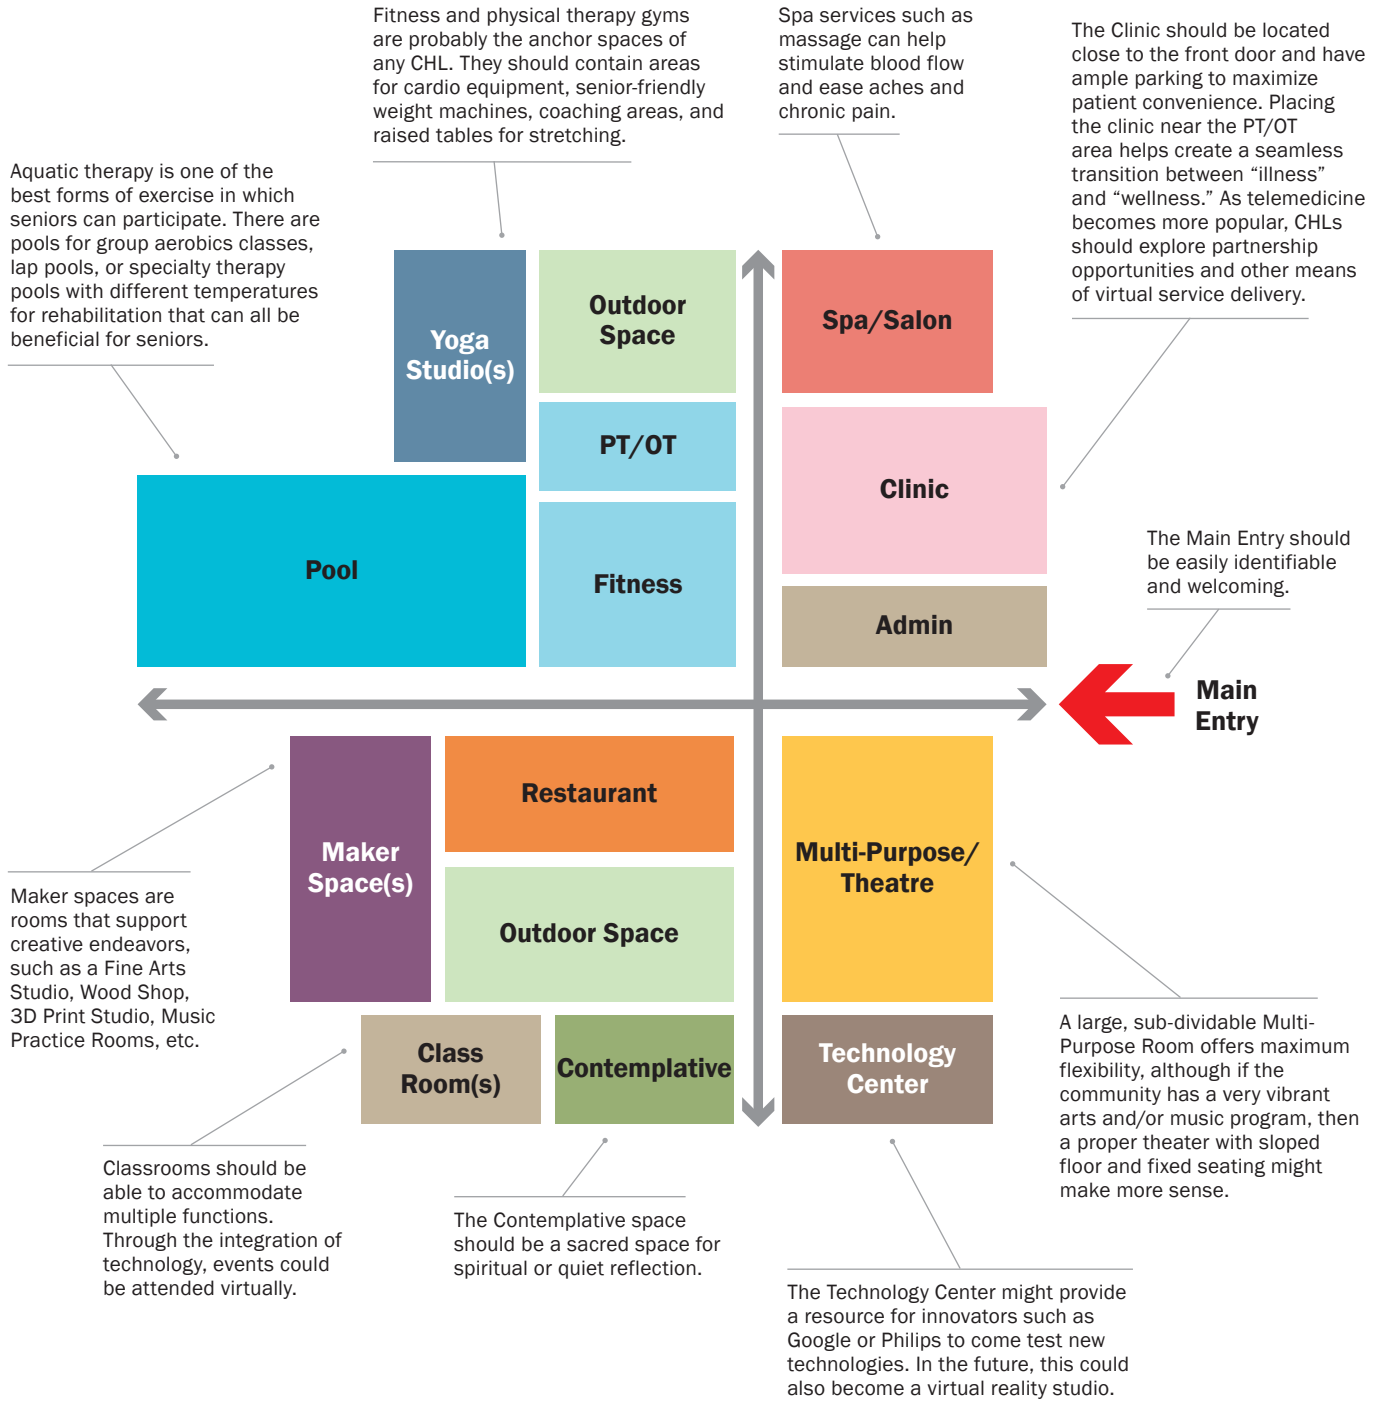 Fitness and physical therapy gyms
are probably the anchor spaces of
any CHL. They should contain areas
for cardio equipment, senior-friendly
weight machines, coaching areas, and
raised tables for stretching.
Spa services such as
massage can help
stimulate blood flow
and ease aches and
chronic pain.
The Clinic should be located
close to the front door and have
ample parking to maximize
patient convenience. Placing
the clinic near the PT/OT
area helps create a seamless
transition between “illness”
and “wellness.” As telemedicine
becomes more popular, CHLs
should explore partnership
opportunities and other means
of virtual service delivery.
Aquatic therapy is one of the
best forms of exercise in which
seniors can participate. There are
pools for group aerobics classes,
lap pools, or specialty therapy
pools with different temperatures
for rehabilitation that can all be
beneficial for seniors.
Yoga
Studio(s)
Outdoor
Space
Spa/Salon
PT/OT
Clinic
Pool
Fitness
Admin
The Main Entry should
be easily identifiable
and welcoming.
Main
Entry
Maker
Space(s)
Restaurant
Multi-Purpose/
Theatre
Outdoor Space
Maker spaces are
rooms that support
creative endeavors,
such as a Fine Arts
Studio, Wood Shop,
3D Print Studio, Music
Practice Rooms, etc.
Class
Room(s)
Contemplative
Technology
Center
A large, sub-dividable Multi-
Purpose Room offers maximum
flexibility, although if the
community has a very vibrant
arts and/or music program, then
a proper theater with sloped
floor and fixed seating might
make more sense.
Classrooms should be
able to accommodate
multiple functions.
Through the integration of
technology, events could
be attended virtually.
The Contemplative space
should be a sacred space for
spiritual or quiet reflection.
The Technology Center might provide
a resource for innovators such as
Google or Philips to come test new
technologies. In the future, this could
also become a virtual reality studio.